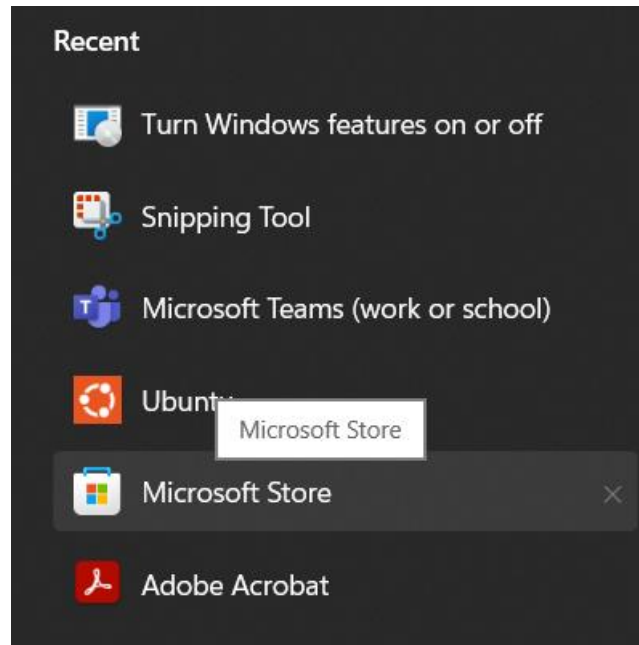 Recent
Turn Windows features on or off
Snipping Tool
Microsoft Teams (work or school)
Ubuntu
Microsoft Store
Microsoft Store
Adobe Acrobat